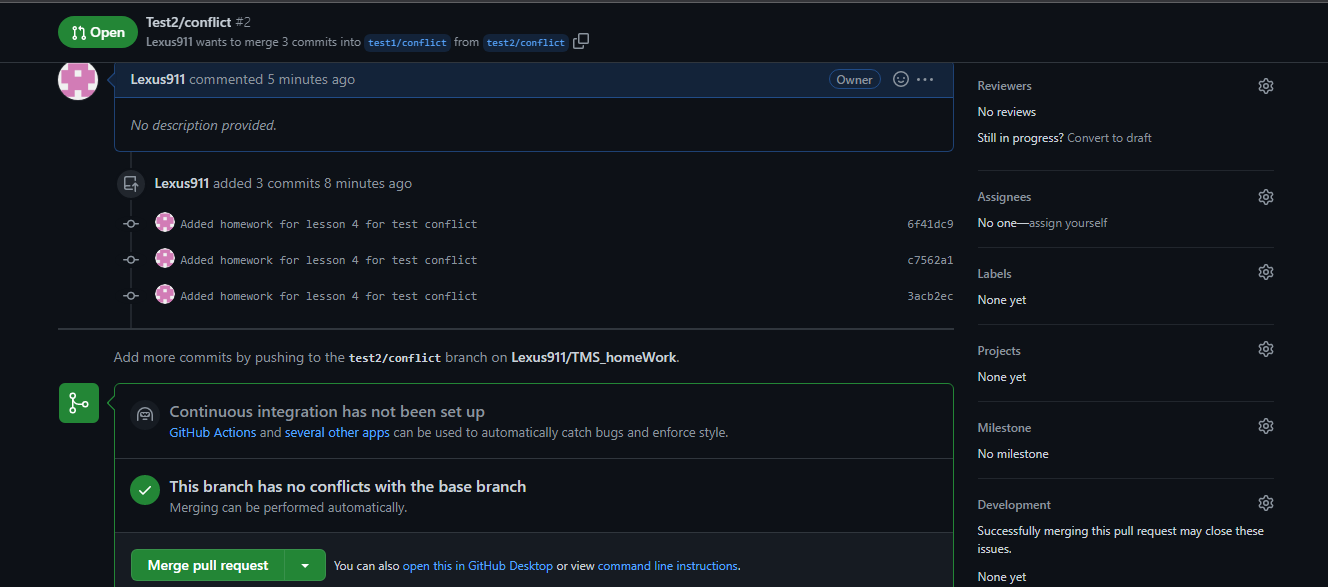 Open
Test2/conflict #2
Lexus911 wants to merge 3 commits into test1/conflict from test2/conflict
Lexus911 commented 5 minutes ago
Owner
No description provided.
Lexus911 added 3 commits 8 minutes ago
Added homework for lesson 4 for test conflict 6f41dc9
Added homework for lesson 4 for test conflict c7562a1
Added homework for lesson 4 for test conflict 3acb2ec
Add more commits by pushing to the test2/conflict branch on Lexus911/TMS_homeWork.
Continuous integration has not been set up
GitHub Actions and several other apps can be used to automatically catch bugs and enforce style.
This branch has no conflicts with the base branch
Merging can be performed automatically.
Merge pull request
You can also open this in GitHub Desktop or view command line instructions.
Reviewers
No reviews
Still in progress? Convert to draft
Assignees
No one—assign yourself
Labels
None yet
Projects
None yet
Milestone
No milestone
Development
Successfully merging this pull request may close these
issues.
None yet